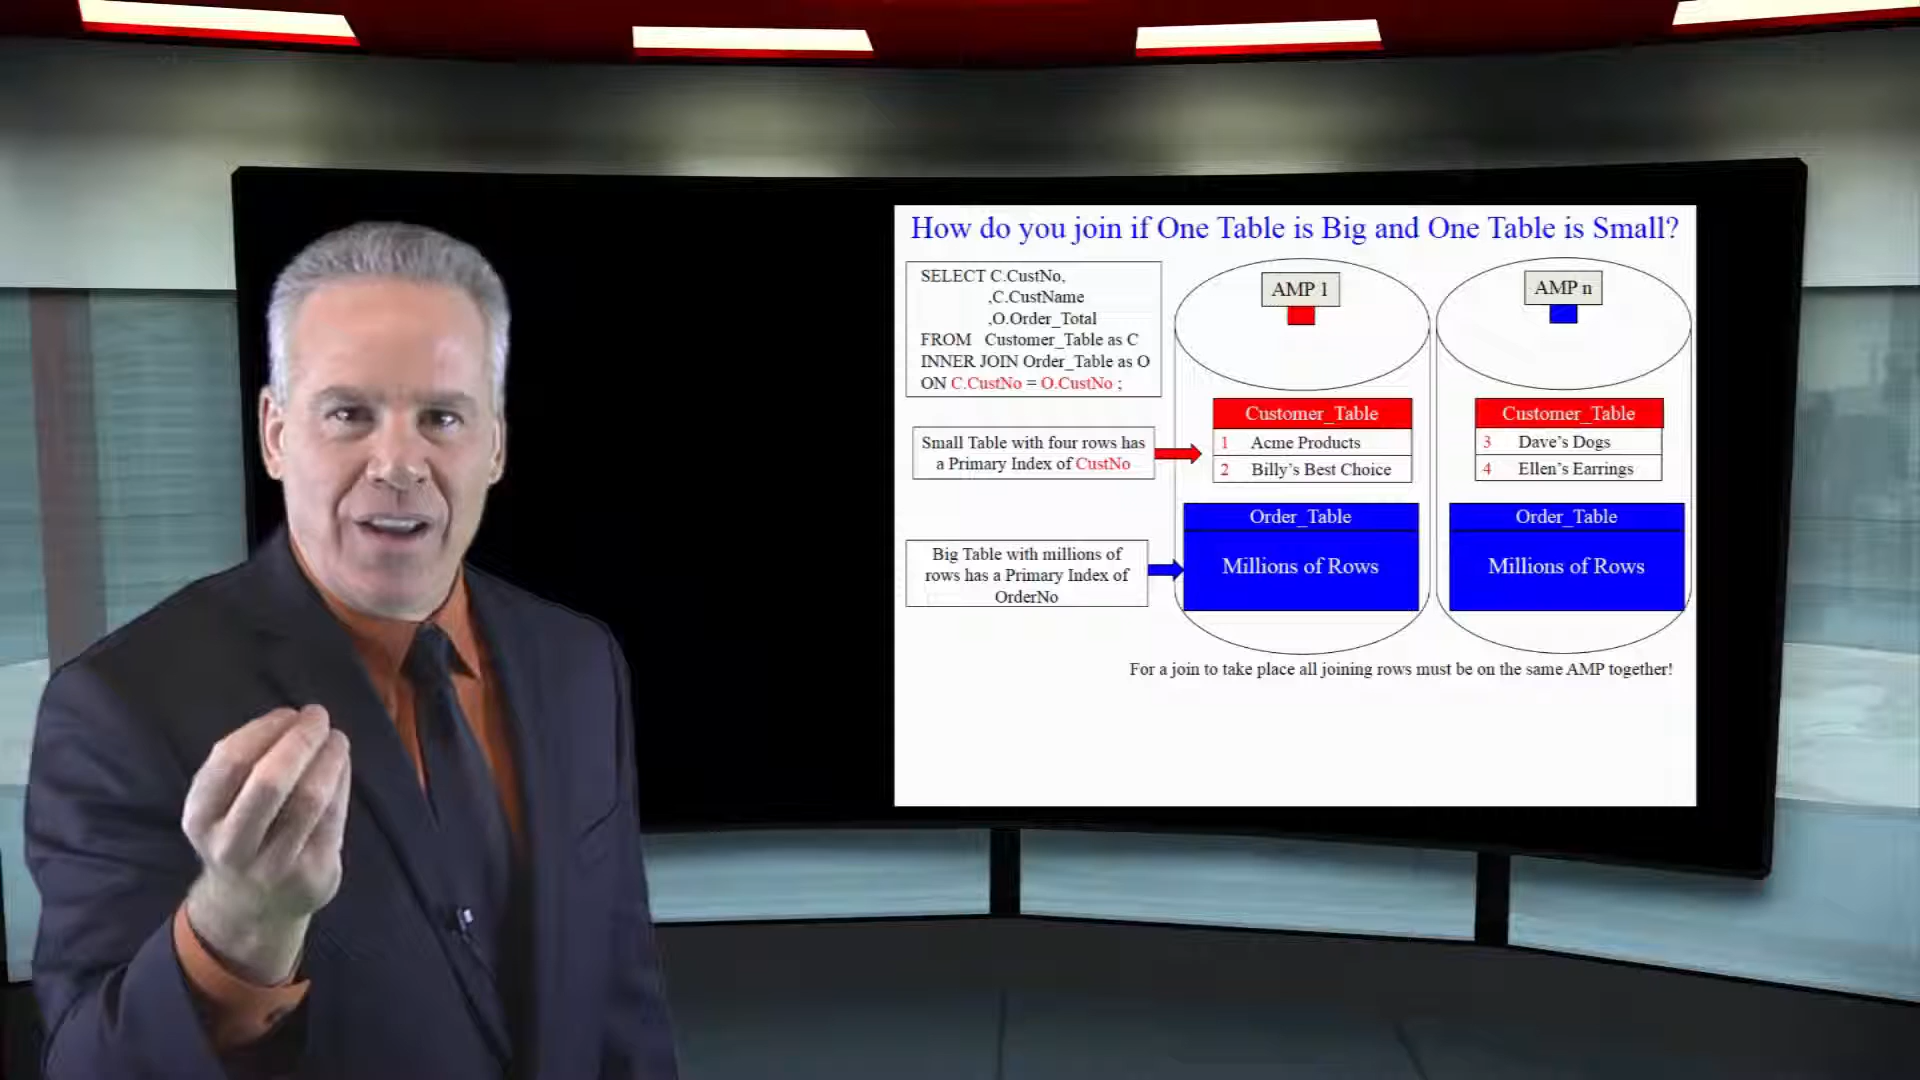 How do you join if One Table is Big and One Table is Small?
SELECT C.CustNo,
,C.CustName
,O.Order_Total
FROM Customer_Table as C
INNER JOIN Order_Table as O
ON C.CustNo = O.CustNo ;
Small Table with four rows has
a Primary Index of CustNo
Big Table with millions of
rows has a Primary Index of
OrderNo
AMP 1
Customer_Table
1 Acme Products
2 Billy's Best Choice
Order_Table
Millions of Rows
AMP n
Customer_Table
3 Dave's Dogs
4 Ellen's Earrings
Order_Table
Millions of Rows
For a join to take place all joining rows must be on the same AMP together!